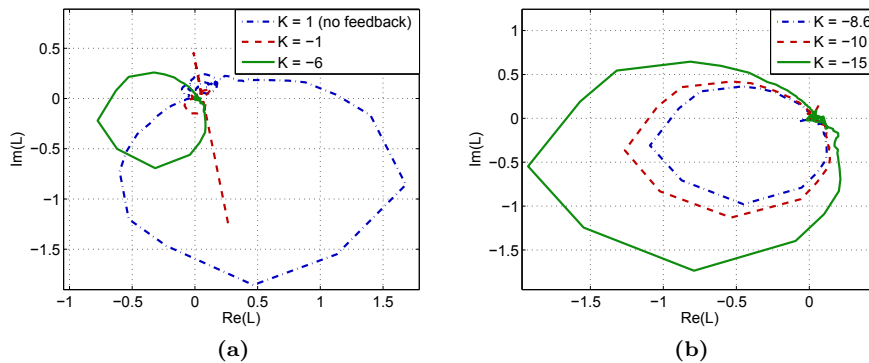 K = 1 (no feedback)
K = −1
K = −6
0.5
0
−0.5
−1
−1.5
Im(L)
−1
−0.5
0
0.5
1
1.5
Re(L)
(a)
K = −8.6
K = −10
K = −15
1
0.5
0
−0.5
−1
−1.5
Im(L)
−1.5
−1
−0.5
0
Re(L)
(b)